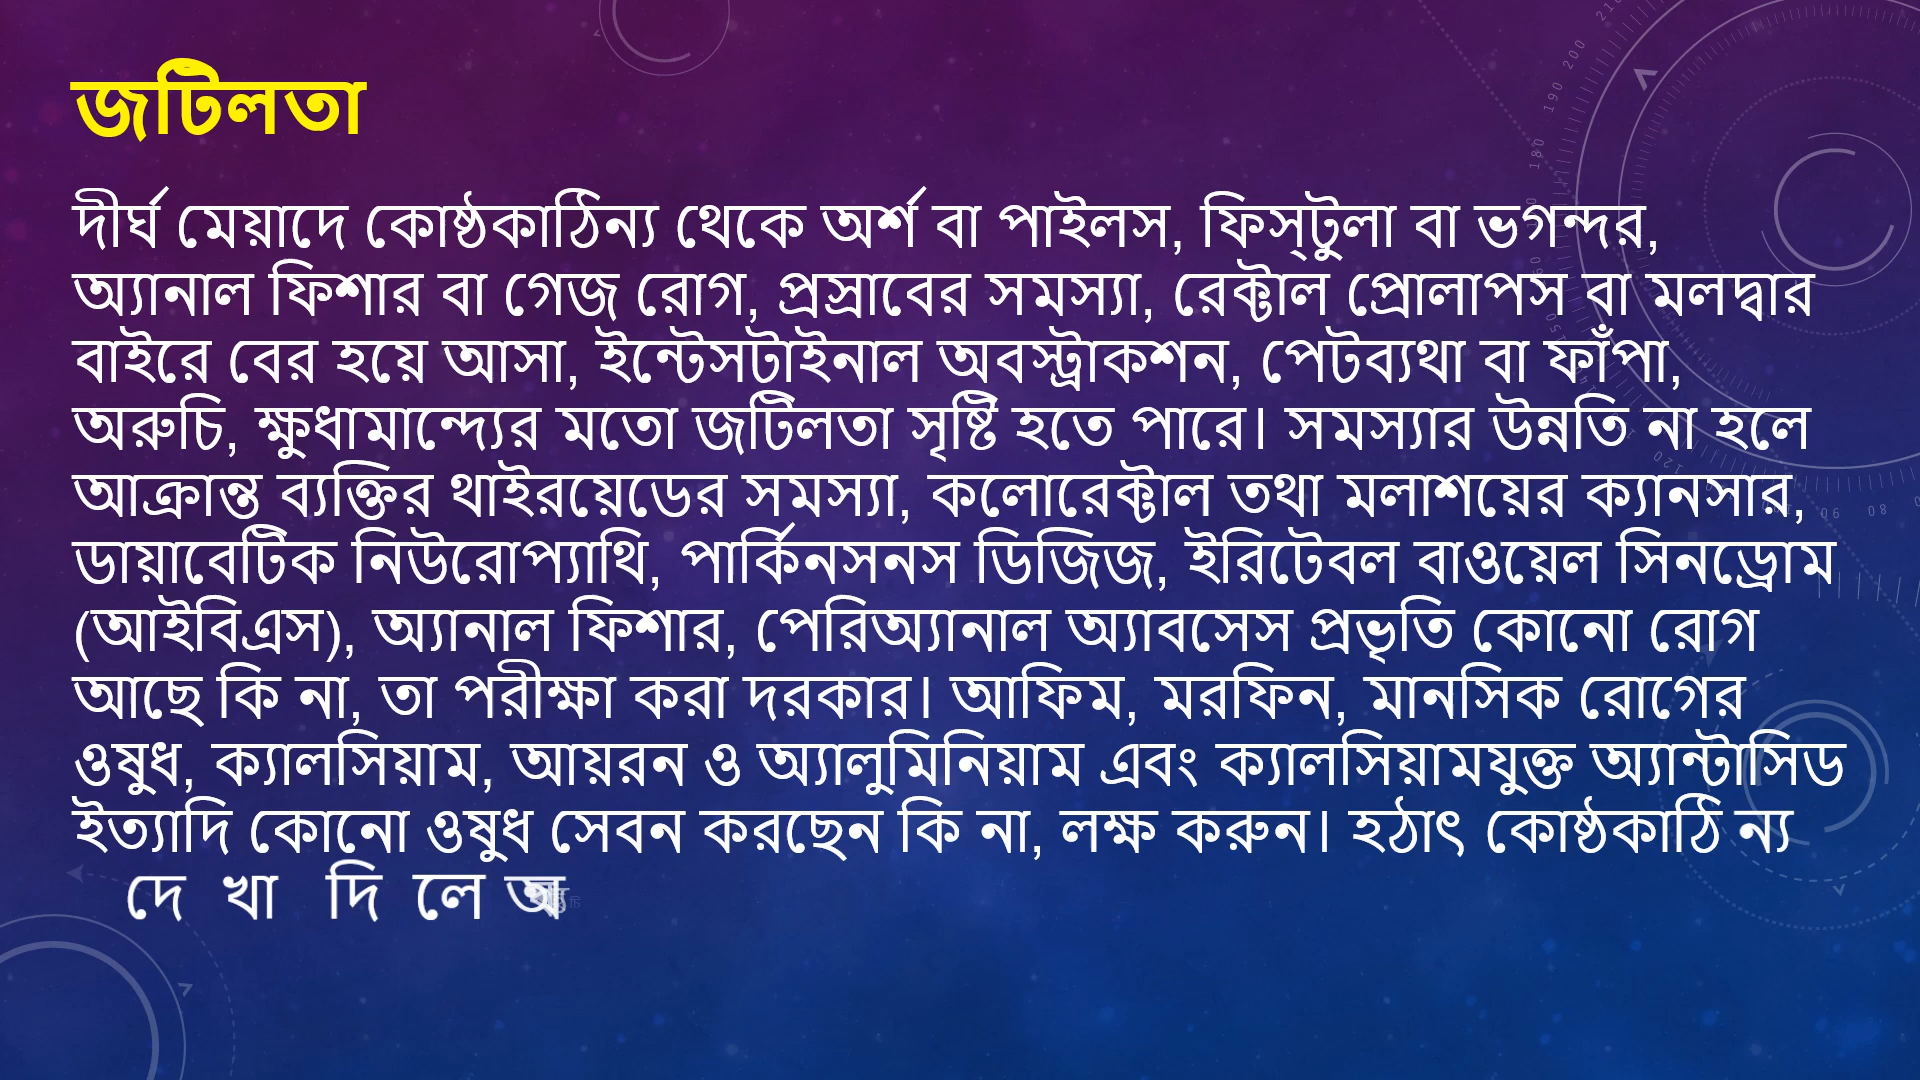 জটিলতা
দীর্ঘ মেয়াদে কোষ্ঠকাঠিন্য থেকে অর্শ বা পাইলস, ফিস্টুলা বা ভগন্দর,
অ্যানাল ফিশার বা গেজ রোগ, প্রস্রাবের সমস্যা, রেক্টাল প্রোলাপস বা মলদ্বার
বাইরে বের হয়ে আসা, ইন্টেসটাইনাল অবস্ট্রাকশন, পেটব্যথা বা ফাঁপা,
অরুচি, ক্ষুধামান্দ্যের মতো জটিলতা সৃষ্টি হতে পারে। সমস্যার উন্নতি না হলে
আক্রান্ত ব্যক্তির থাইরয়েডের সমস্যা, কলোরেক্টাল তথা মলাশয়ের ক্যানসার,
ডায়াবেটিক নিউরোপ্যাথি, পার্কিনসনস ডিজিজ, ইরিটেবল বাওয়েল সিনড্রোম
(আইবিএস), অ্যানাল ফিশার, পেরিঅ্যানাল অ্যাবসেস প্রভৃতি কোনো রোগ
আছে কি না, তা পরীক্ষা করা দরকার। আফিম, মরফিন, মানসিক রোগের
ওষুধ, ক্যালসিয়াম, আয়রন ও অ্যালুমিনিয়াম এবং ক্যালসিয়ামযুক্ত অ্যান্টাসিড
ইত্যাদি কোনো ওষুধ সেবন করছেন কি না, লক্ষ করুন। হঠাৎ কোষ্ঠকাঠিন্য
দেখা দিলে